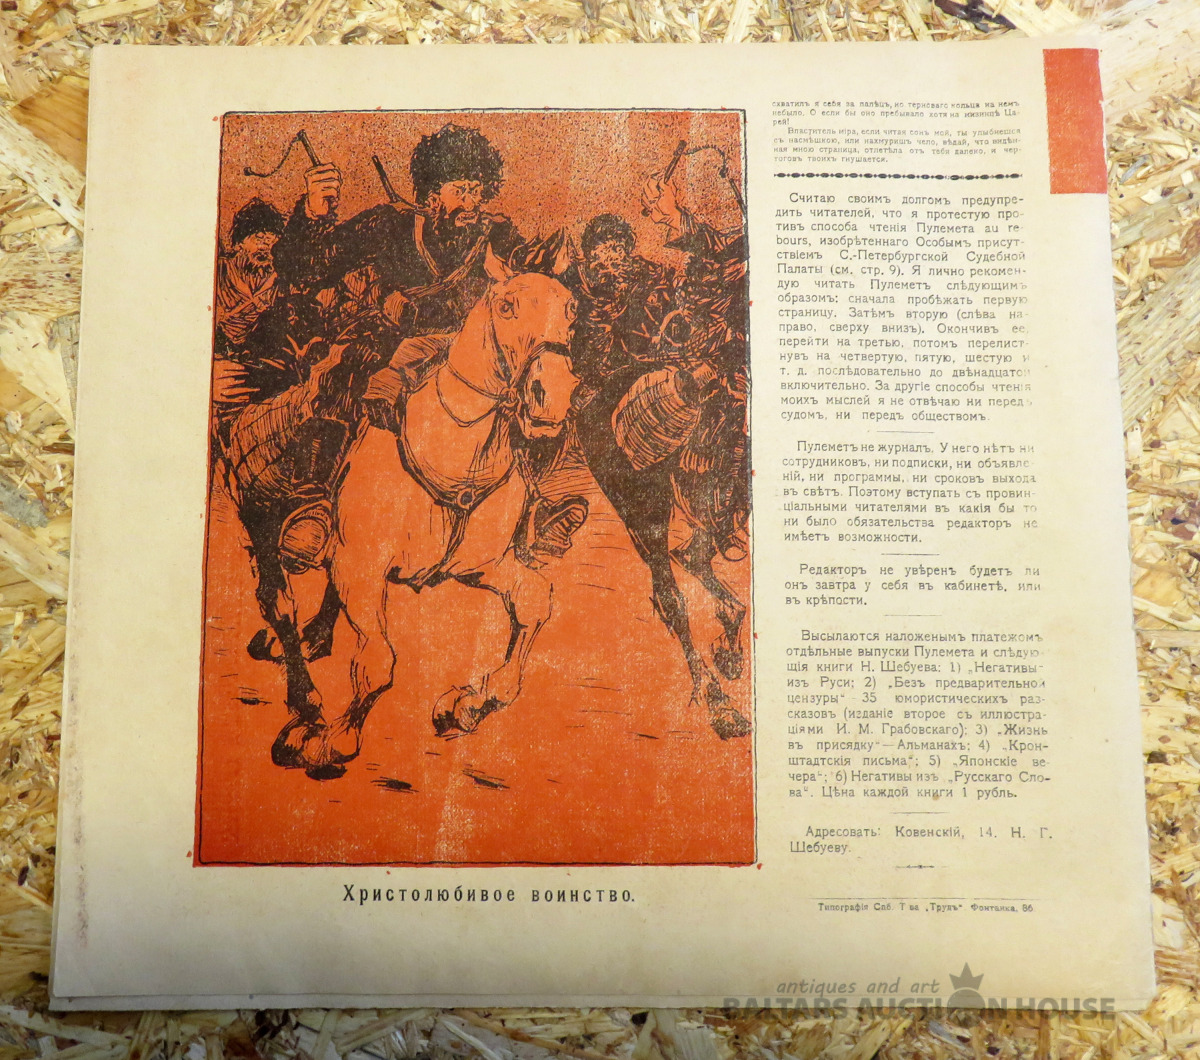 схватилъ я себя за палецъ, но терноваго кольца на немъ
небыло. О если бы оно пребывало хотя на мизинцѣ Ца-
рей!
Властитель міра, если читая сонъ мой, ты улыбнешся
съ насмѣшкою, или нахмуришъ чело, вѣдай, что видѣн-
ная мною страница, отлетѣла отъ тебя далеко, и чер-
тоговъ твоихъ гнушается.
Считаю своимъ долгомъ предупре-
дить читателей, что я протестую про-
тивъ способа чтенія Пулемета au re-
bours, изобрѣтеннаго Особымъ присут-
ствіемъ С.-Петербургской Судебной
Палаты (см. стр. 9). Я лично рекомен-
дую читать Пулеметъ слѣдующимъ
образомъ: сначала пробѣжать первую
страницу. Затѣмъ вторую (слѣва на-
право, сверху внизъ). Окончивъ ее,
перейти на третью, потомъ перелист-
нувъ на четвертую, пятую, шестую и
т. д. послѣдовательно до двѣнадцатой
включительно. За другіе способы чтенія
моихъ мыслей я не отвѣчаю ни передъ
судомъ, ни передъ обществомъ.
Пулеметъ не журналъ. У него нѣтъ ни
сотрудниковъ, ни подписки, ни объявле-
ній, ни программы, ни сроковъ выхода
въ свѣтъ. Поэтому вступать съ провин-
ціальными читателями въ какія бы то
ни было обязательства редакторъ не
имѣетъ возможности.
Редакторъ не увѣренъ будетъ ли
онъ завтра у себя въ кабинетѣ, или
въ крѣпости.
Высылаются наложенымъ платежомъ
отдѣльные выпуски Пулемета и слѣдую-
щія книги Н. Шебуева: 1) „Негативы"
изъ Руси; 2) „Безъ предварительной
цензуры" — 35 юмористическихъ раз-
сказовъ (изданіе второе съ иллюстра-
ціями И. М. Грабовскаго); 3) „Жизнь
въ присядку"—Альманахъ; 4) „Крон-
штадтскія письма"; 5) „Японскіе ве-
чера"; 6) Негативы изъ „Русскаго Сло-
ва". Цѣна каждой книги 1 рубль.
Адресовать: Ковенскій, 14. Н. Г.
Шебуеву.
Типографія Спб. Т-ва „Трудъ" Фонтанка, 86
Христолюбивое воинство.
antiques and art
BALTARS AUCTION HOUSE